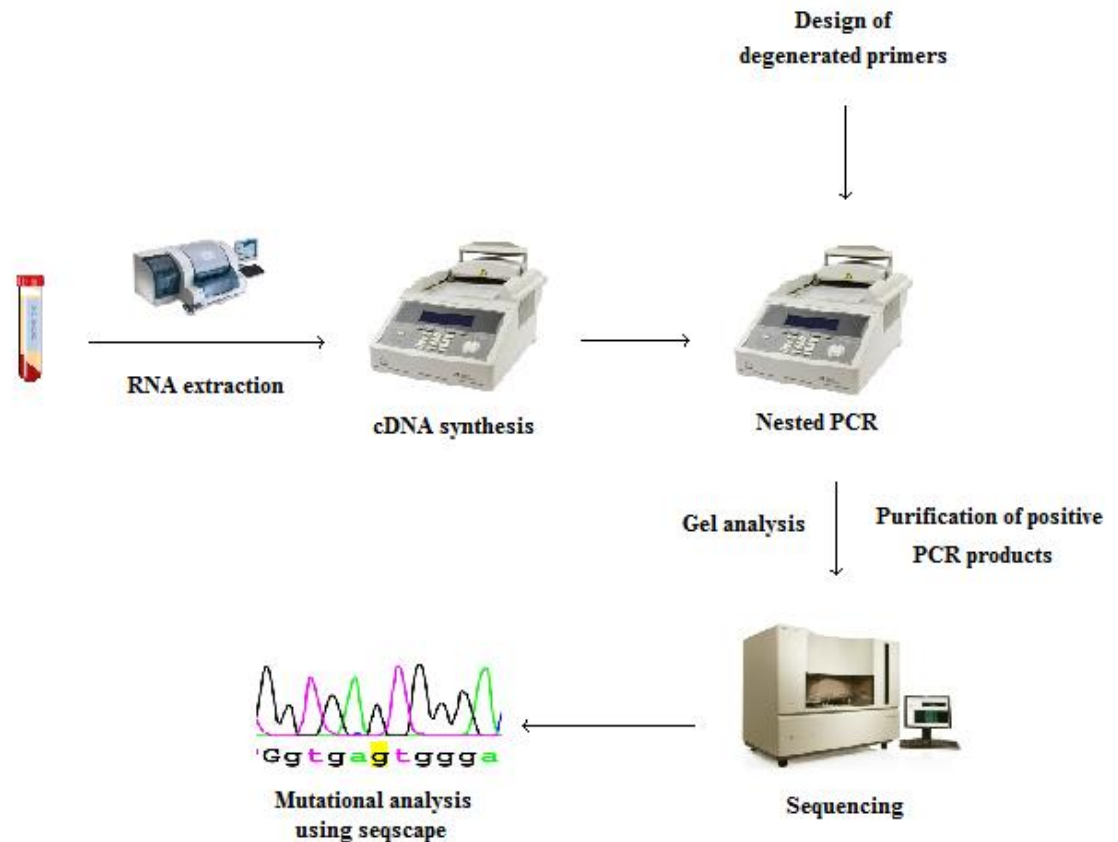 Design of
degenerated primers
RNA extraction
cDNA synthesis
Nested PCR
Gel analysis
Purification of positive
PCR products
Ggtgagtggga
Mutational analysis
using seqscape
Sequencing